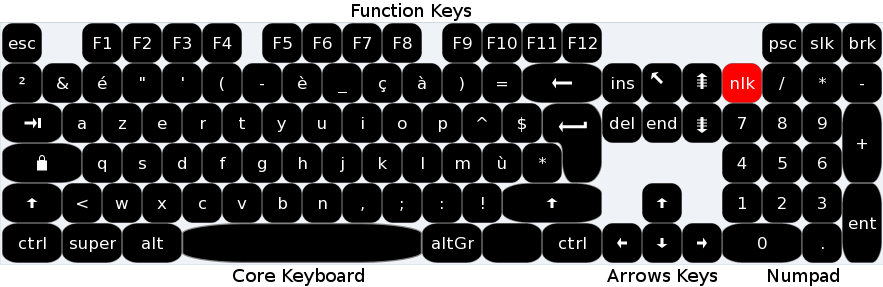 Function Keys
esc F1 F2 F3 F4 F5 F6 F7 F8 F9 F10 F11 F12 psc slk brk
² & é " ' ( - è _ ç à ) = ← ins ↖ ⇞ nlk / * -
a z e r t y u i o p ^ $ del end ⇟ 7 8 9 +
q s d f g h j k l m ù * 4 5 6
⬆ < w x c v b n , ; : ! ⬆ ⬆ 1 2 3 ent
ctrl super alt altGr ctrl ⬅ ⬇ ➡ 0 .
Core Keyboard Arrows Keys Numpad